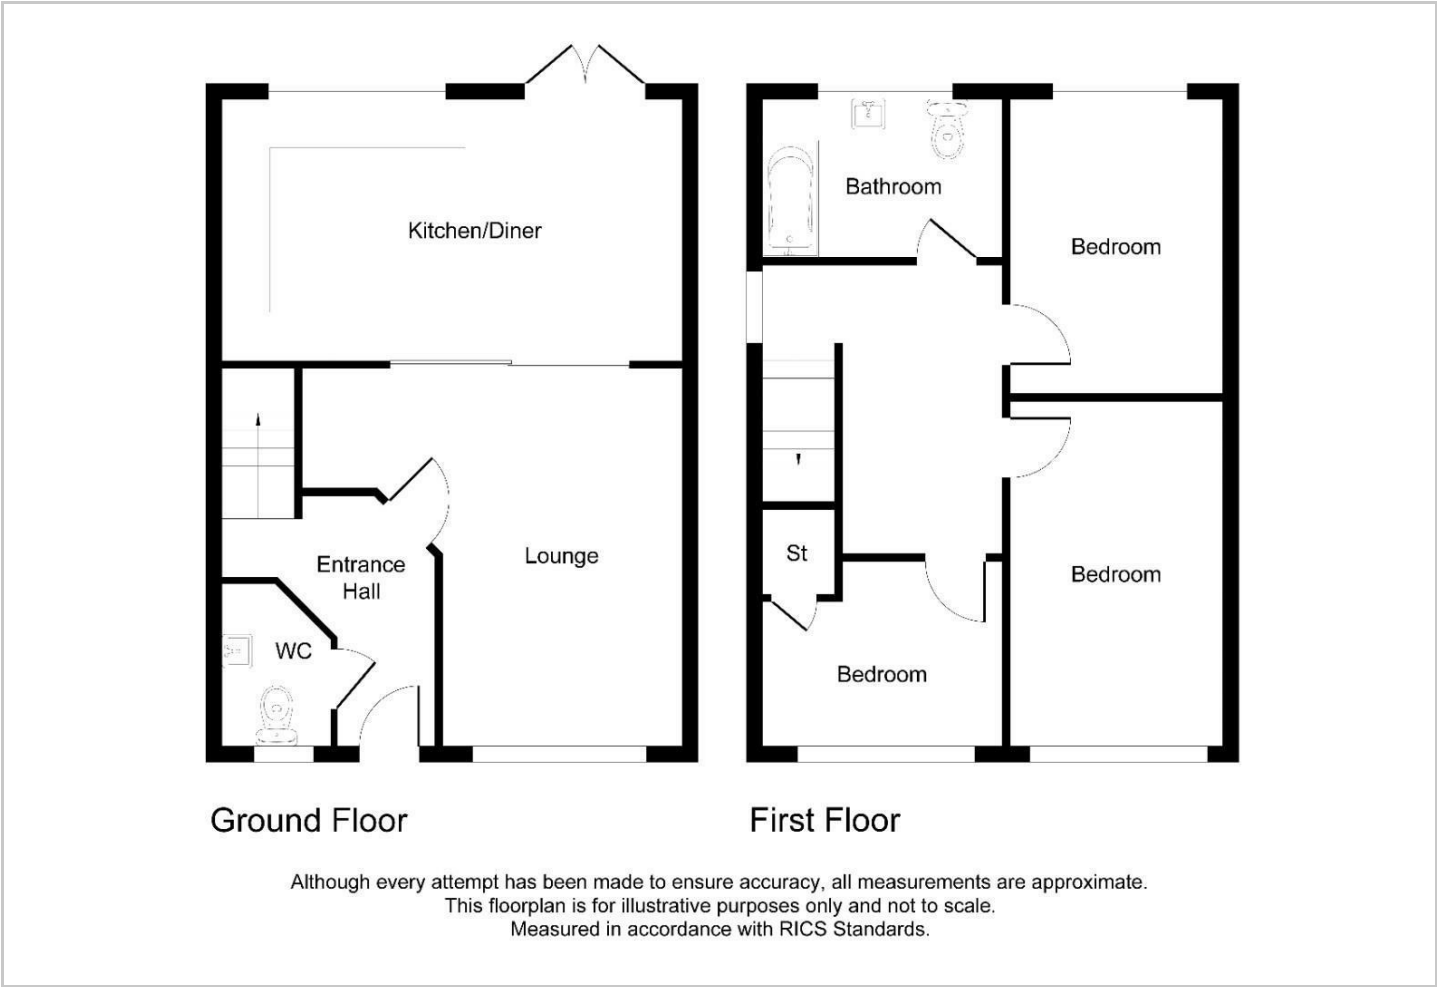 Kitchen/Diner
Entrance
Hall
Lounge
WC
Ground Floor
Bathroom
Bedroom
St
Bedroom
Bedroom
First Floor
Although every attempt has been made to ensure accuracy, all measurements are approximate.
This floorplan is for illustrative purposes only and not to scale.
Measured in accordance with RICS Standards.